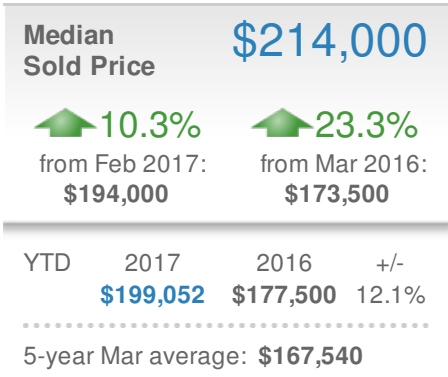 Median $214,000
Sold Price
10.3% 23.3%
from Feb 2017: from Mar 2016:
$194,000 $173,500
YTD 2017 2016 +/-
$199,052 $177,500 12.1%
5-year Mar average: $167,540